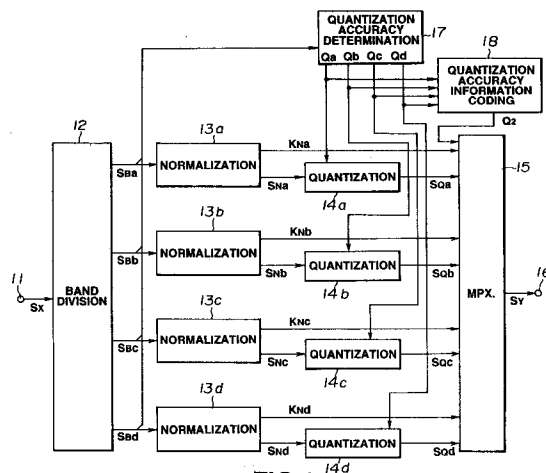 QUANTIZATION
ACCURACY
DETERMINATION
Qa Qb Qc Qd
17
18
QUANTIZATION
ACCURACY
INFORMATION
CODING
Q2
12
BAND
DIVISION
11
SX
SBa
13a
NORMALIZATION
KNa
SNa
QUANTIZATION
14a
SQa
15
MPX.
SBb
13b
NORMALIZATION
KNb
SNb
QUANTIZATION
14b
SQb
SY
16
SBc
13c
NORMALIZATION
KNc
SNc
QUANTIZATION
14c
SQc
SBd
13d
NORMALIZATION
KNd
SNd
QUANTIZATION
14d
SQd